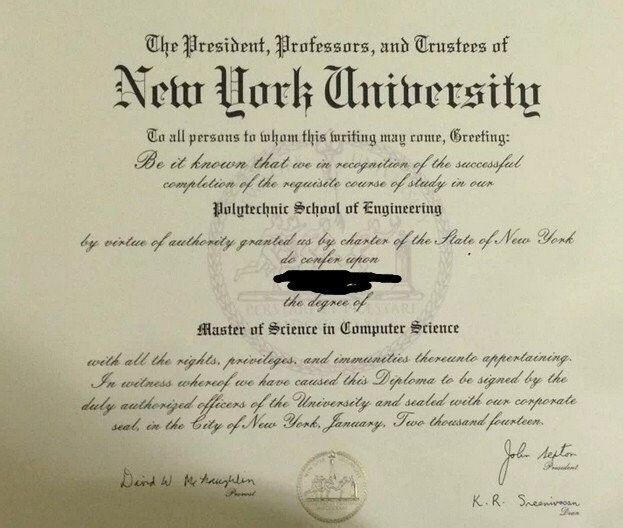 The President, Professors, and Trustees of
New York University
To all persons to whom this writing may come, Greeting:
Be it known that we in recognition of the successful
completion of the requisite course of study in our
Polytechnic School of Engineering
by virtue of authority granted us by charter of the State of New York
do confer upon
the degree of
Master of Science in Computer Science
with all the rights, privileges, and immunities thereunto appertaining.
In witness whereof we have caused this Diploma to be signed by the
duly authorized officers of the University and sealed with our corporate
seal, in the City of New York, January, Two thousand fourteen.
John Sexton
President
David W McLaughlin
Provost
K. R. Sreenivasan
Dean